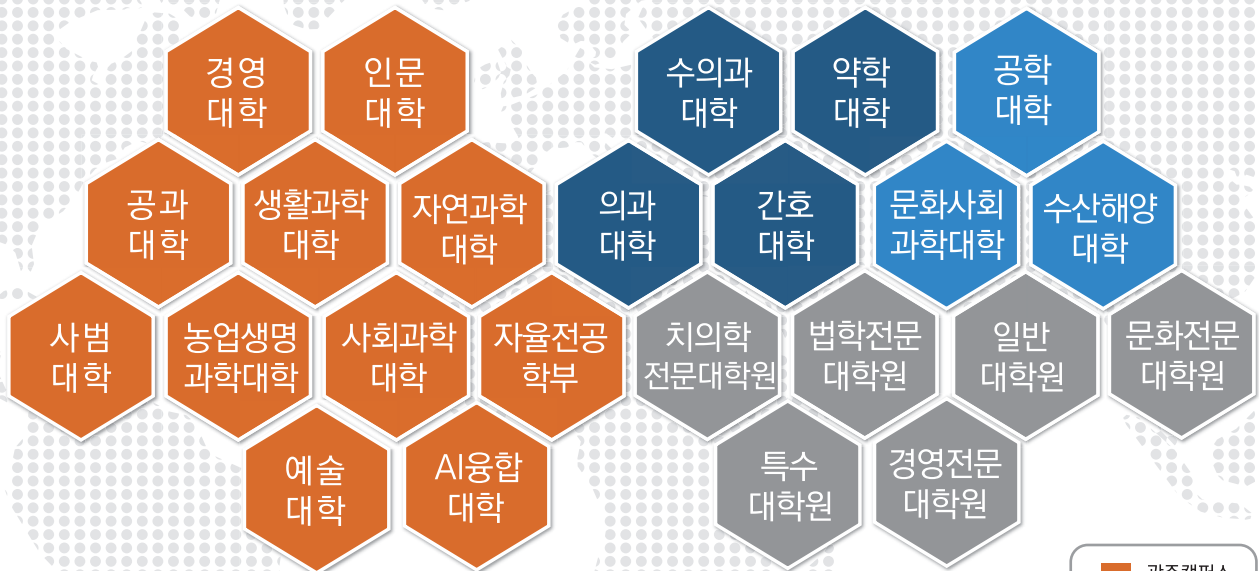 경영
대학
인문
대학
수의과
대학
약학
대학
공학
대학
공과
대학
생활과학
대학
자연과학
대학
의과
대학
간호
대학
문화사회
과학대학
수산해양
대학
사범
대학
농업생명
과학대학
사회과학
대학
자율전공
학부
치의학
전문대학원
법학전문
대학원
일반
대학원
문화전문
대학원
예술
대학
AI융합
대학
특수
대학원
경영전문
대학원